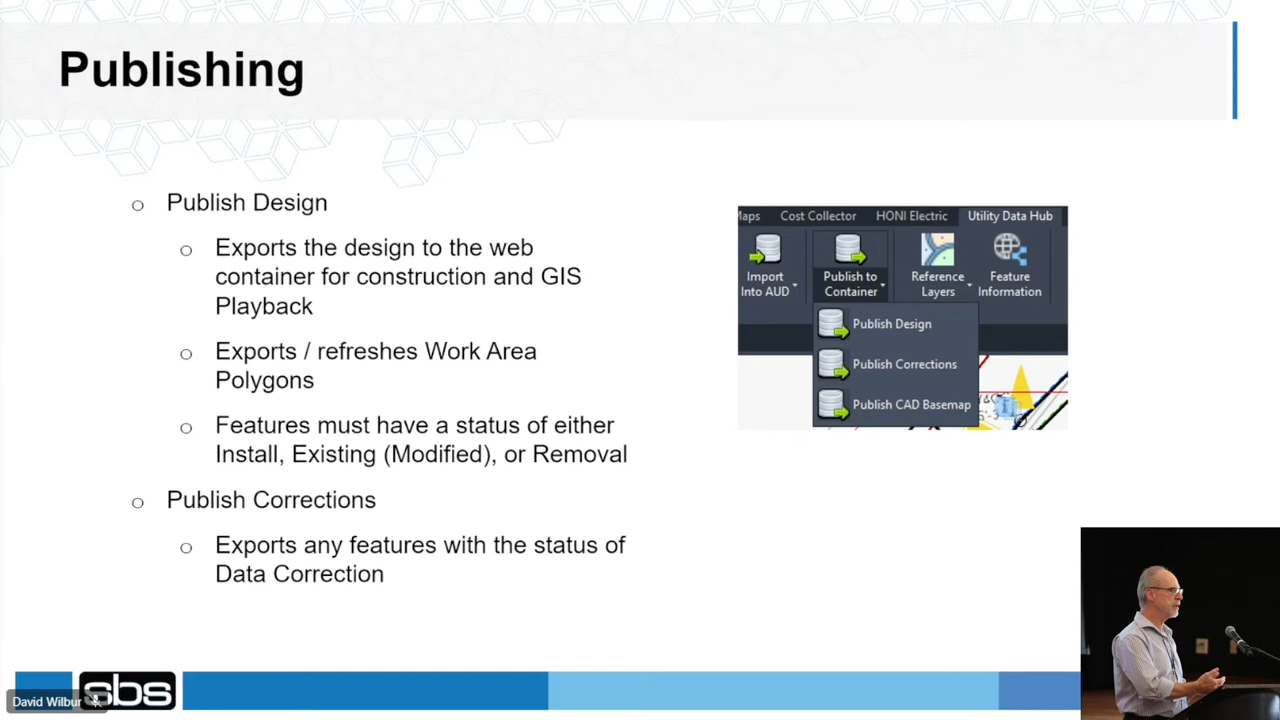 Publishing
Publish Design
Exports the design to the web
container for construction and GIS
Playback
Exports / refreshes Work Area
Polygons
Features must have a status of either
Install, Existing (Modified), or Removal
Publish Corrections
Exports any features with the status of
Data Correction
Maps Cost Collector HONI Electric Utility Data Hub
Import
Into AUD
Publish to
Container
Reference
Layers
Feature
Information
Publish Design
Publish Corrections
Publish CAD Basemap
sbs
David Wilbur